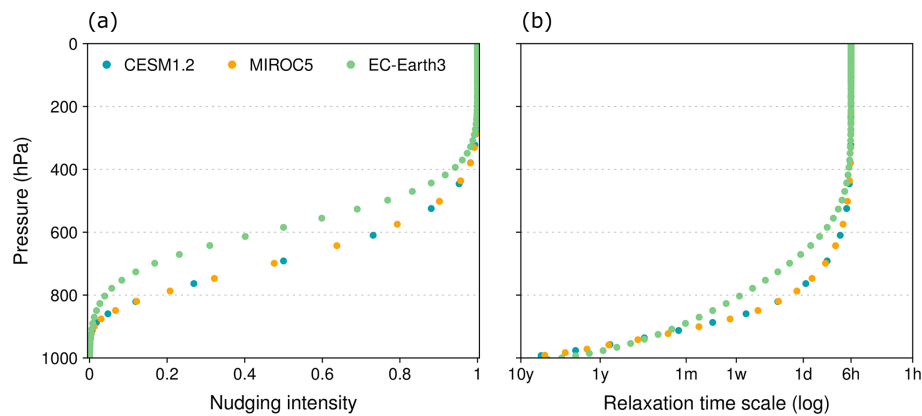 (a)
(b)
CESM1.2 MIROC5 EC-Earth3
Pressure (hPa)
0
200
400
600
800
1000
0 0.2 0.4 0.6 0.8 1
Nudging intensity
10y 1y 1m 1w 1d 6h 1h
Relaxation time scale (log)